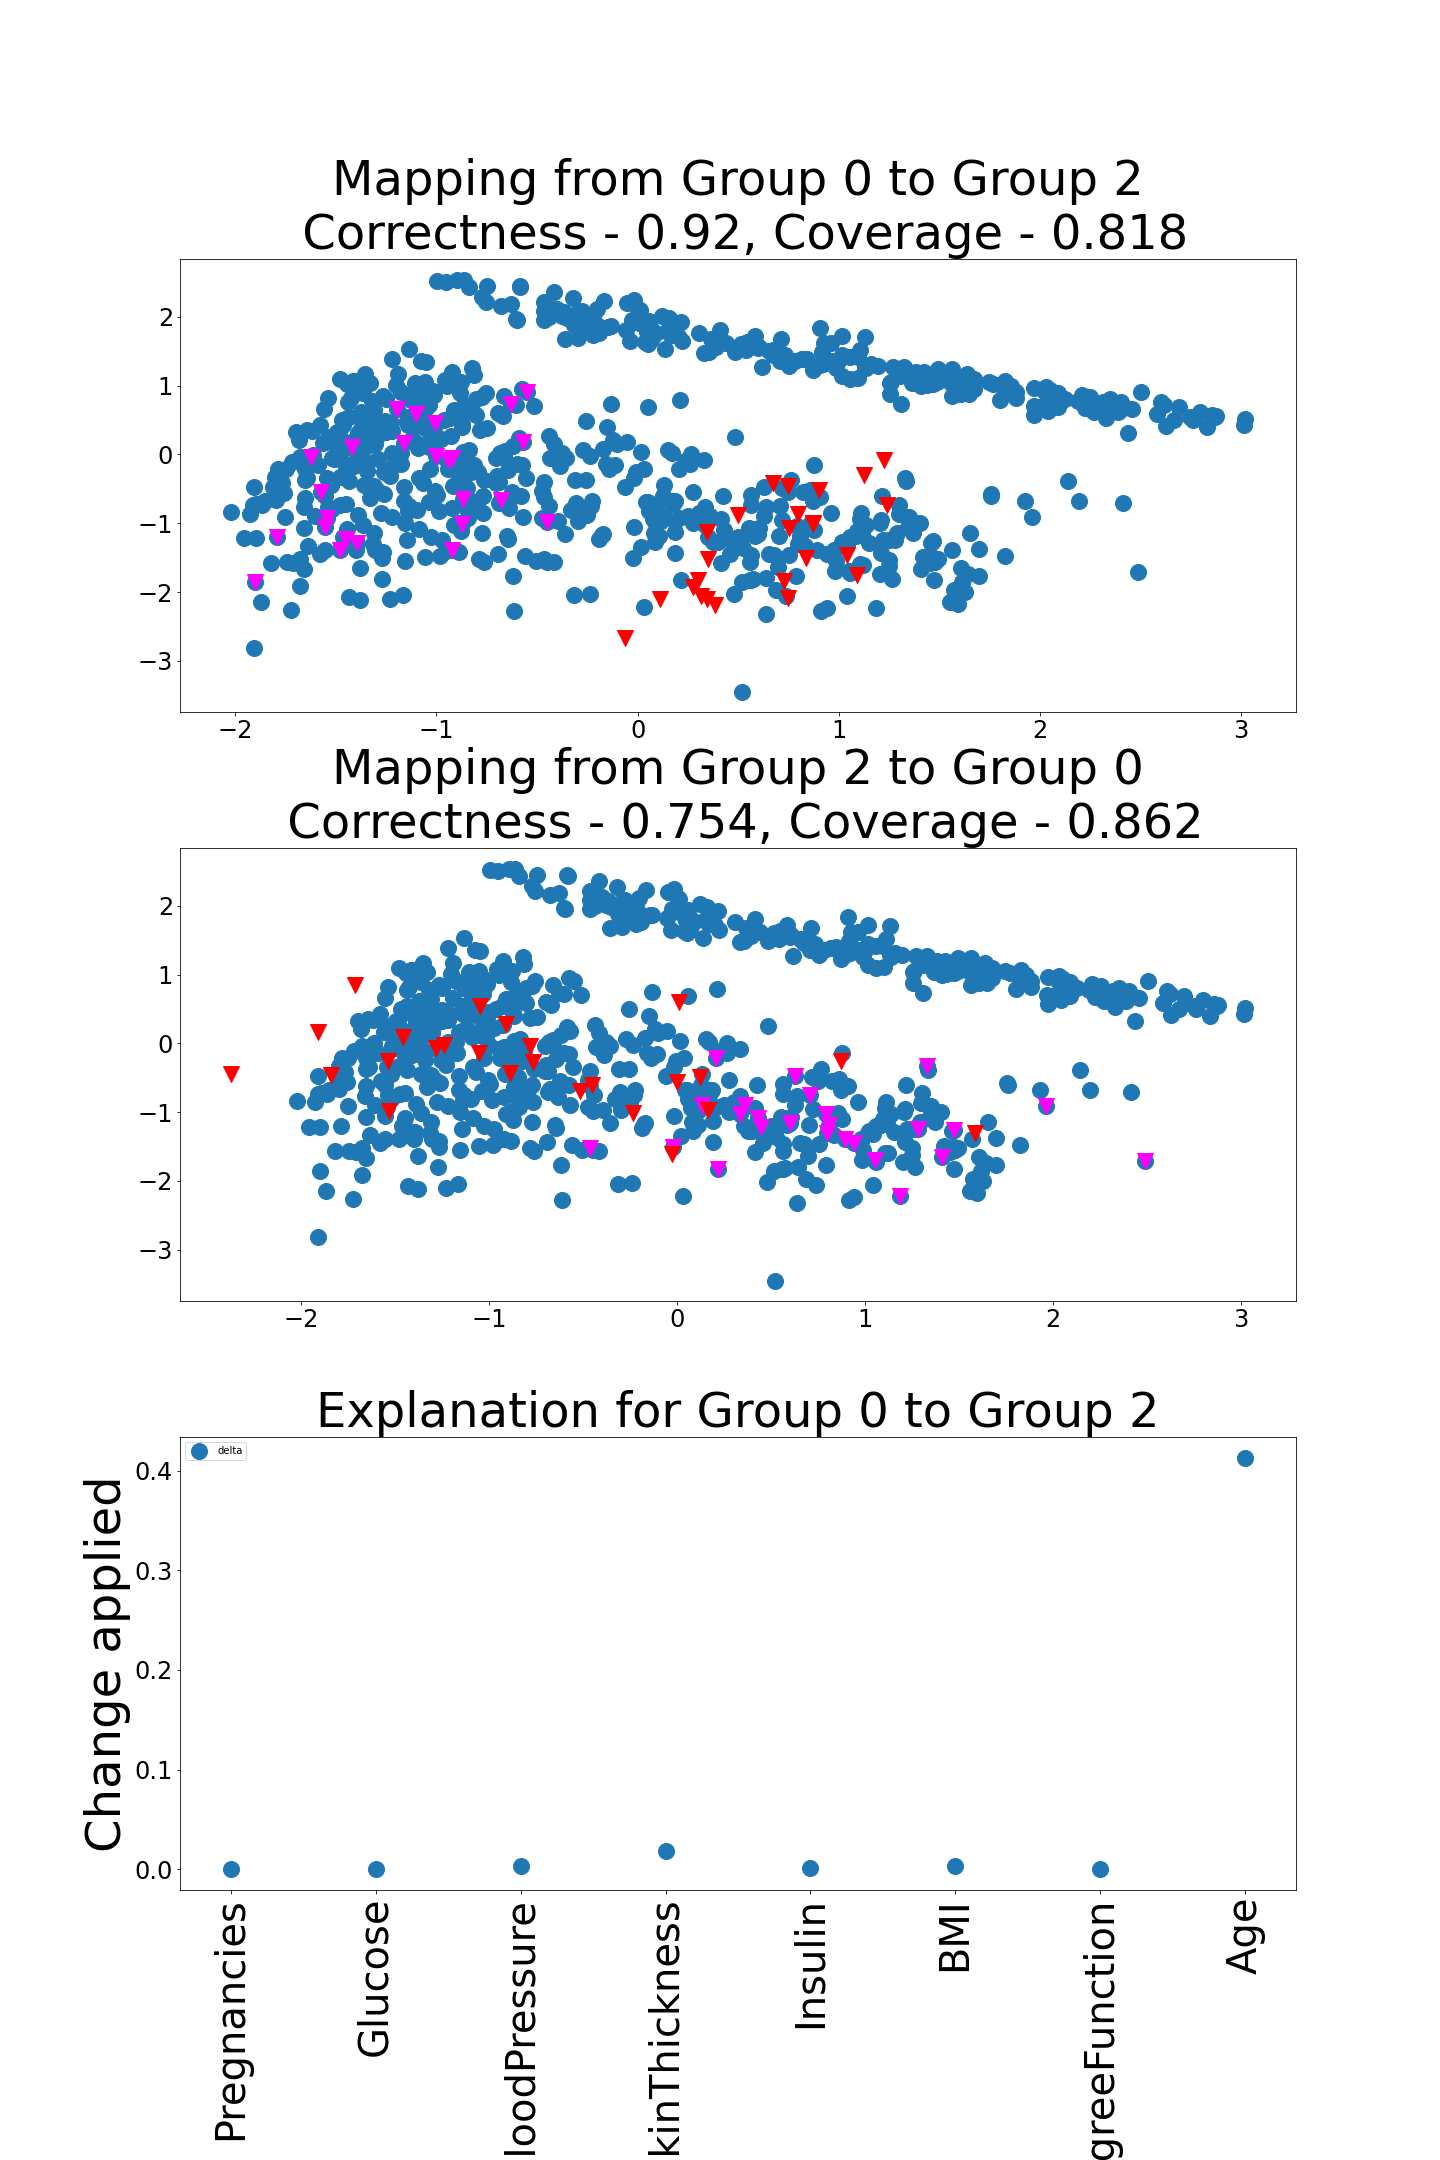 Mapping from Group 0 to Group 2
Correctness - 0.92, Coverage - 0.818
2
1
0
−1
−2
−3
−2 −1 0 1 2 3
Mapping from Group 2 to Group 0
Correctness - 0.754, Coverage - 0.862
2
1
0
−1
−2
−3
−2 −1 0 1 2 3
Explanation for Group 0 to Group 2
delta
Change applied
0.4
0.3
0.2
0.1
0.0
Pregnancies
Glucose
loodPressure
kinThickness
Insulin
BMI
greeFunction
Age